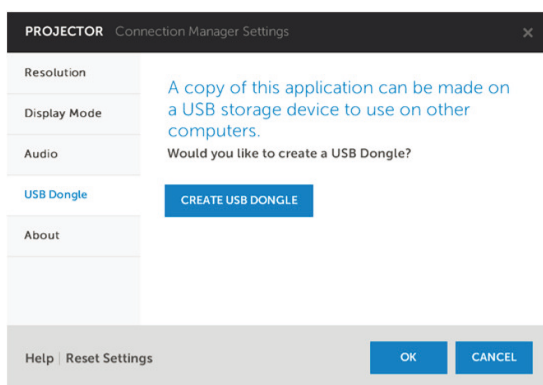 PROJECTOR Connection Manager Settings
Resolution
Display Mode
Audio
USB Dongle
About
A copy of this application can be made on
a USB storage device to use on other
computers.
Would you like to create a USB Dongle?
CREATE USB DONGLE
Help | Reset Settings
OK
CANCEL